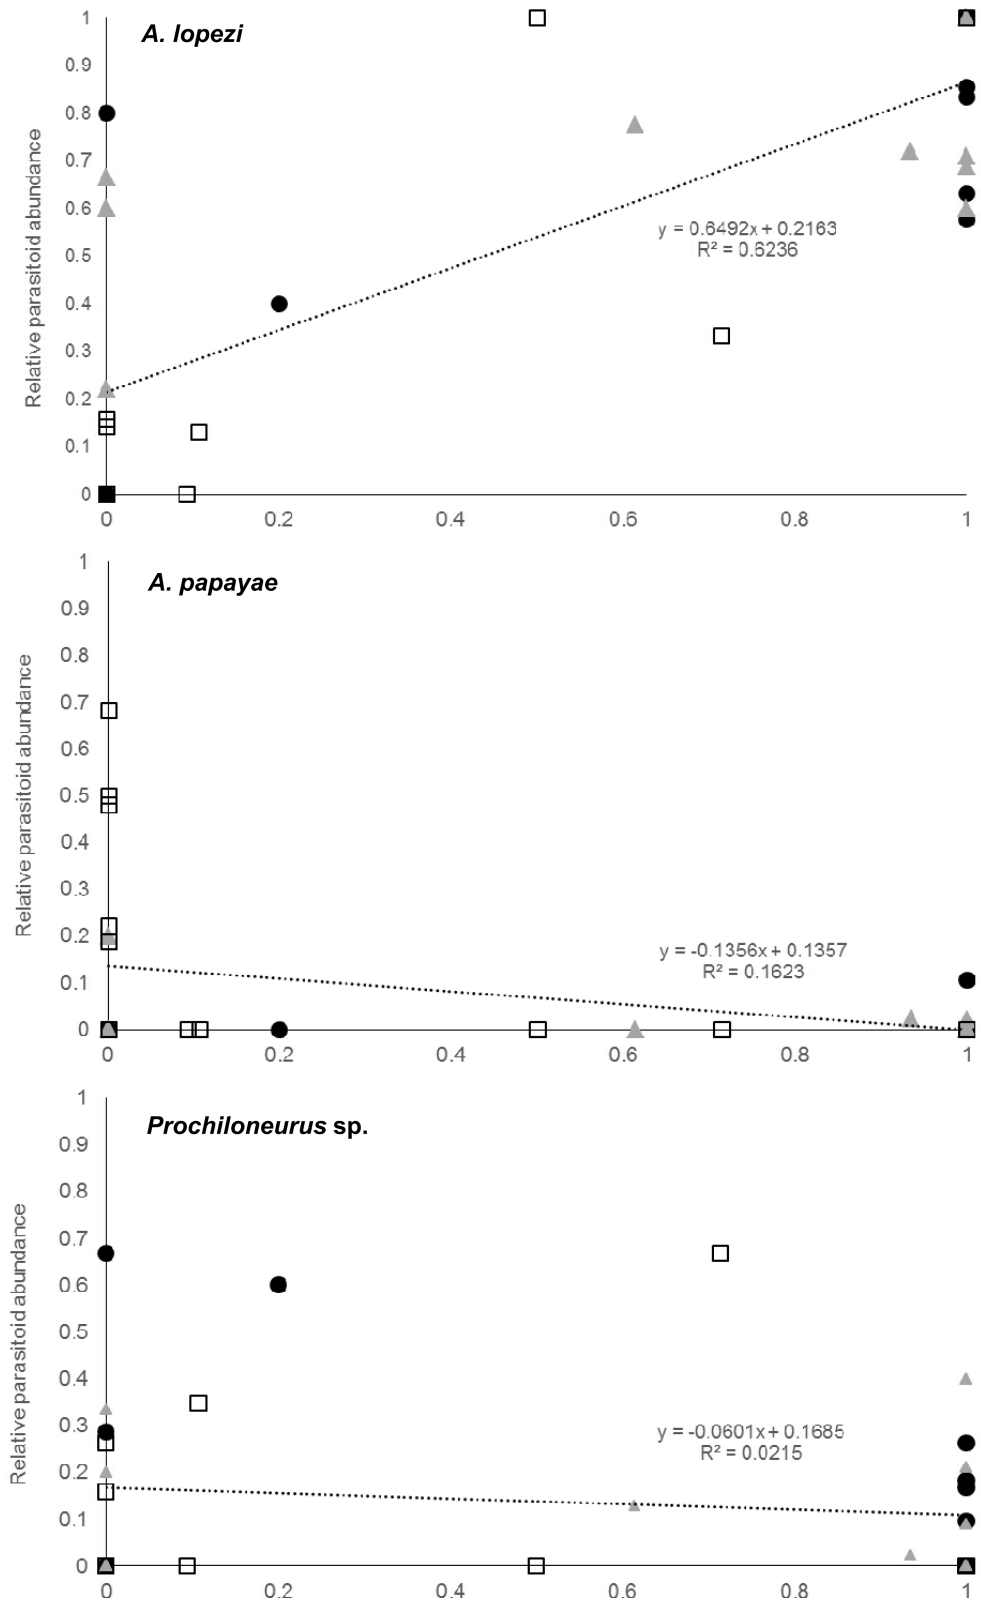 A. lopezi
Relative parasitoid abundance
1
0.9
0.8
0.7
0.6
0.5
0.4
0.3
0.2
0.1
0
y = 0.6492x + 0.2163
R² = 0.6236
0 0.2 0.4 0.6 0.8 1
A. papayae
Relative parasitoid abundance
1
0.9
0.8
0.7
0.6
0.5
0.4
0.3
0.2
0.1
0
y = -0.1356x + 0.1357
R² = 0.1623
0 0.2 0.4 0.6 0.8 1
Prochiloneurus sp.
Relative parasitoid abundance
1
0.9
0.8
0.7
0.6
0.5
0.4
0.3
0.2
0.1
0
y = -0.0601x + 0.1685
R² = 0.0215
0 0.2 0.4 0.6 0.8 1